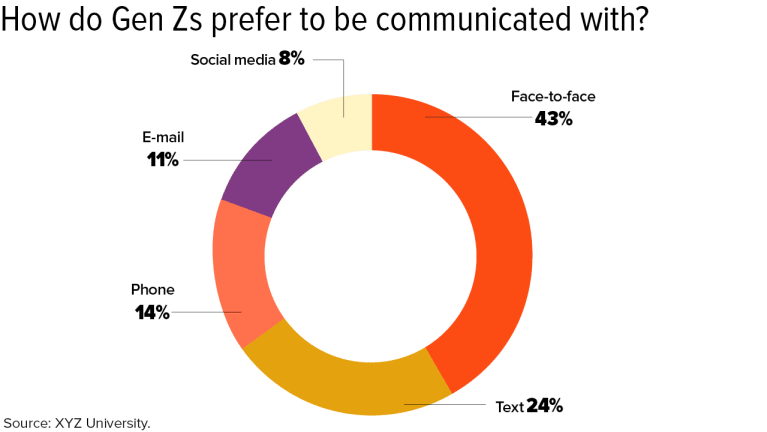 How do Gen Zs prefer to be communicated with?
Social media 8%
Face-to-face
43%
E-mail
11%
Phone
14%
Text 24%
Source: XYZ University.